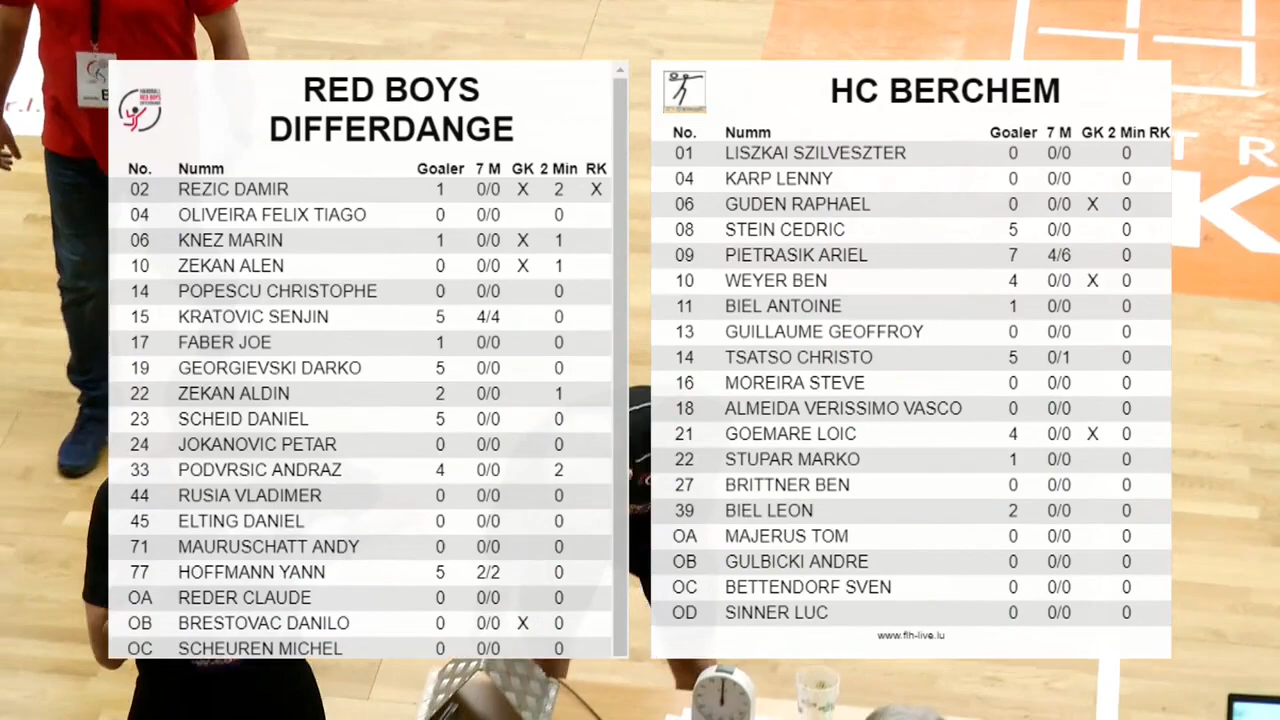 RED BOYS
DIFFERDANGE
No. Numm Goaler 7 M GK 2 Min RK
02 REZIC DAMIR 1 0/0 X 2 X
04 OLIVEIRA FELIX TIAGO 0 0/0 0
06 KNEZ MARIN 1 0/0 X 1
10 ZEKAN ALEN 0 0/0 X 1
14 POPESCU CHRISTOPHE 0 0/0 0
15 KRATOVIC SENJIN 5 4/4 0
17 FABER JOE 1 0/0 0
19 GEORGIEVSKI DARKO 5 0/0 0
22 ZEKAN ALDIN 2 0/0 1
23 SCHEID DANIEL 5 0/0 0
24 JOKANOVIC PETAR 0 0/0 0
33 PODVRSIC ANDRAZ 4 0/0 2
44 RUSIA VLADIMER 0 0/0 0
45 ELTING DANIEL 0 0/0 0
71 MAURUSCHATT ANDY 0 0/0 0
77 HOFFMANN YANN 5 2/2 0
OA REDER CLAUDE 0 0/0 0
OB BRESTOVAC DANILO 0 0/0 X 0
OC SCHEUREN MICHEL 0 0/0 0
HC BERCHEM
No. Numm Goaler 7 M GK 2 Min RK
01 LISZKAI SZILVESZTER 0 0/0 0
04 KARP LENNY 0 0/0 0
06 GUDEN RAPHAEL 0 0/0 X 0
08 STEIN CEDRIC 5 0/0 0
09 PIETRASIK ARIEL 7 4/6 0
10 WEYER BEN 4 0/0 X 0
11 BIEL ANTOINE 1 0/0 0
13 GUILLAUME GEOFFROY 0 0/0 0
14 TSATSO CHRISTO 5 0/1 0
16 MOREIRA STEVE 0 0/0 0
18 ALMEIDA VERISSIMO VASCO 0 0/0 0
21 GOEMARE LOIC 4 0/0 X 0
22 STUPAR MARKO 1 0/0 0
27 BRITTNER BEN 0 0/0 0
39 BIEL LEON 2 0/0 0
OA MAJERUS TOM 0 0/0 0
OB GULBICKI ANDRE 0 0/0 0
OC BETTENDORF SVEN 0 0/0 0
OD SINNER LUC 0 0/0 0
www.flh-live.lu